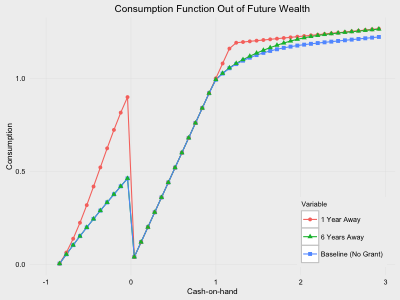 Consumption Function Out of Future Wealth
Consumption
1.0
0.5
0.0
-1
0
1
2
3
Cash-on-hand
Variable
1 Year Away
6 Years Away
Baseline (No Grant)